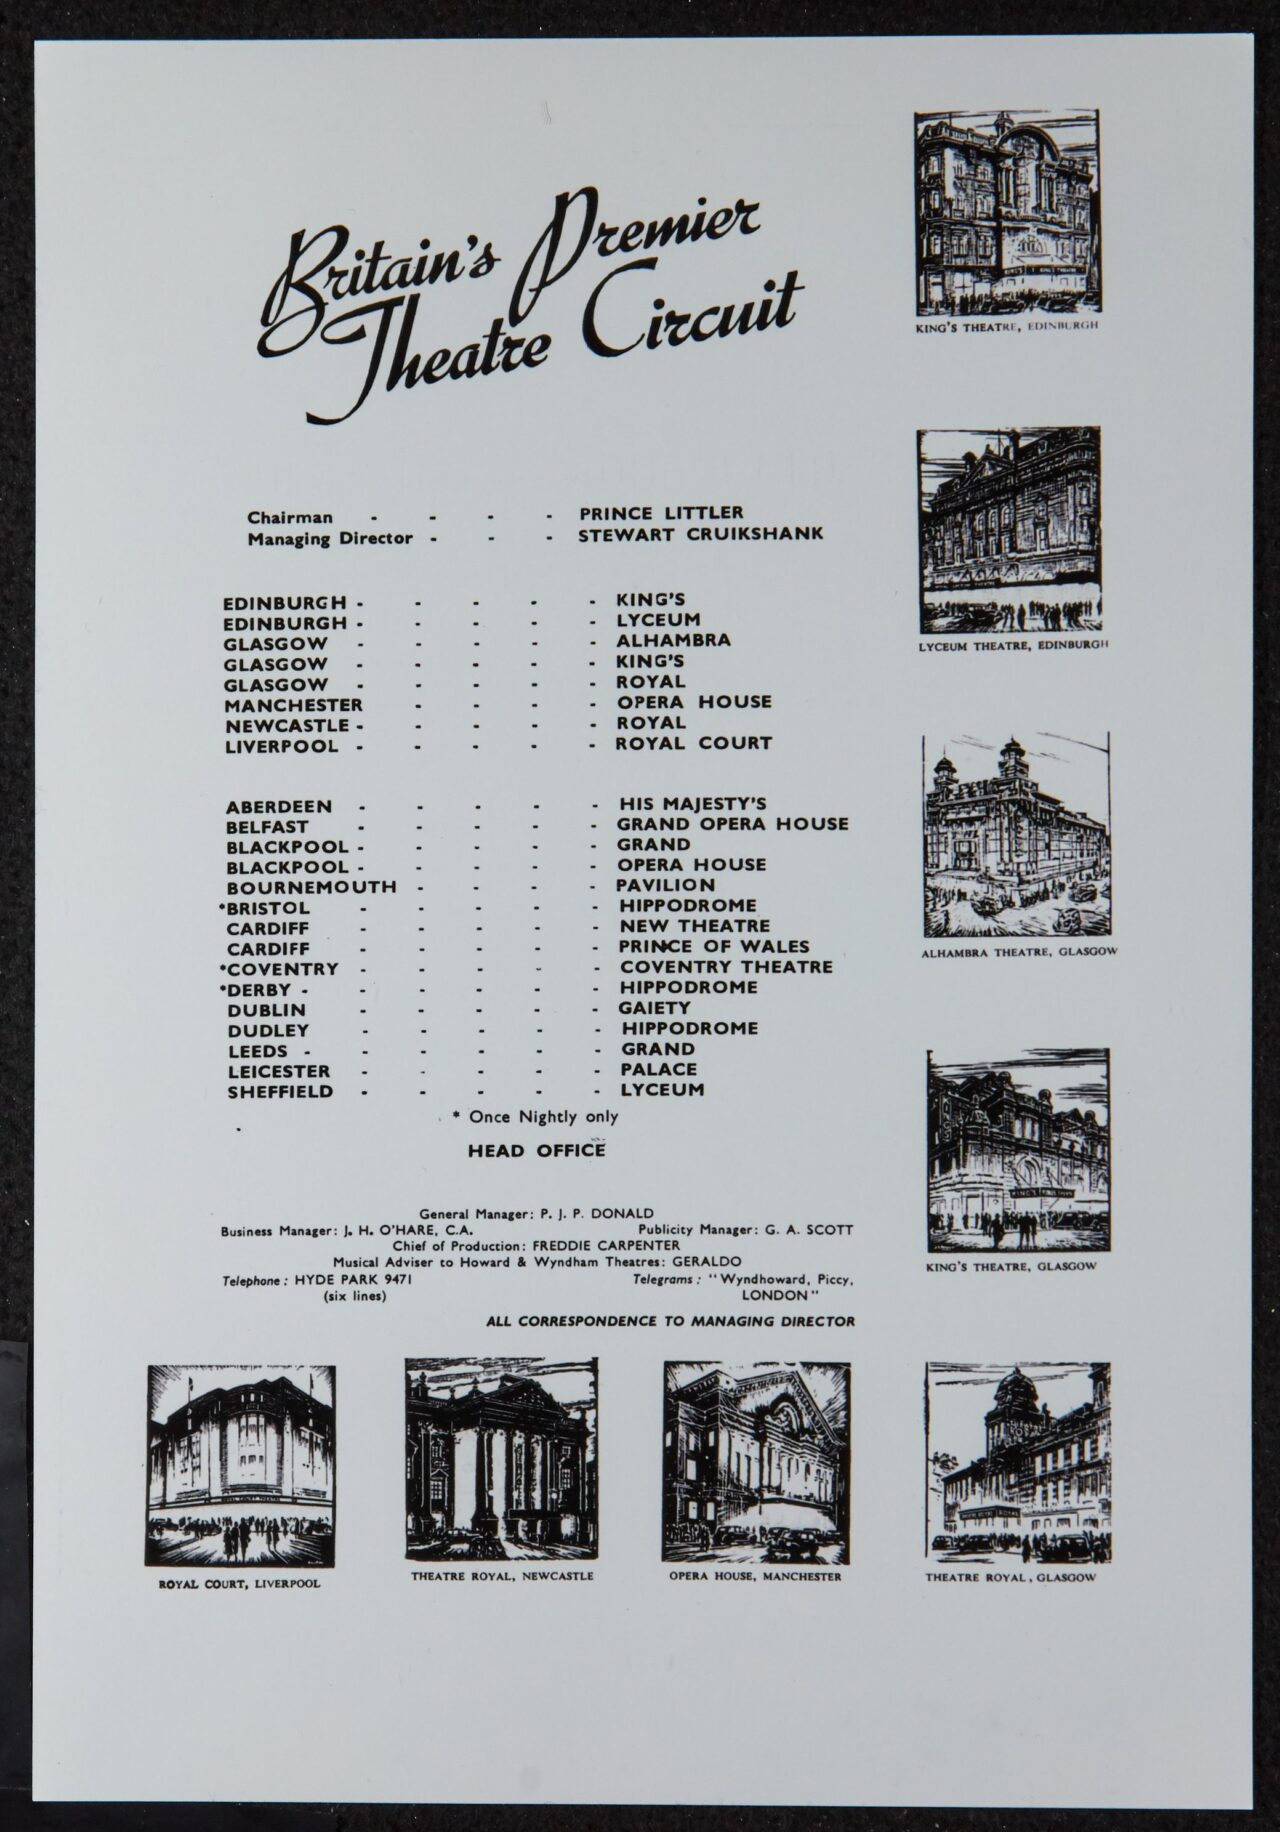 Britain's Premier
Theatre Circuit
KING'S THEATRE, EDINBURGH
LYCEUM THEATRE, EDINBURGH
ALHAMBRA THEATRE, GLASGOW
KING'S THEATRE, GLASGOW
Chairman - - - - PRINCE LITTLER
Managing Director - - - STEWART CRUIKSHANK
EDINBURGH - - - - - KING'S
EDINBURGH - - - - - LYCEUM
GLASGOW - - - - - ALHAMBRA
GLASGOW - - - - - KING'S
GLASGOW - - - - - ROYAL
MANCHESTER - - - - OPERA HOUSE
NEWCASTLE - - - - - ROYAL
LIVERPOOL - - - - - ROYAL COURT
ABERDEEN - - - - - HIS MAJESTY'S
BELFAST - - - - - GRAND OPERA HOUSE
BLACKPOOL - - - - - GRAND
BLACKPOOL - - - - - OPERA HOUSE
BOURNEMOUTH - - - - PAVILION
*BRISTOL - - - - - HIPPODROME
CARDIFF - - - - - NEW THEATRE
CARDIFF - - - - - PRINCE OF WALES
*COVENTRY - - - - - COVENTRY THEATRE
*DERBY - - - - - - HIPPODROME
DUBLIN - - - - - GAIETY
DUDLEY - - - - - HIPPODROME
LEEDS - - - - - - GRAND
LEICESTER - - - - - PALACE
SHEFFIELD - - - - - LYCEUM
* Once Nightly only
HEAD OFFICE
General Manager: P. J. P. DONALD
Business Manager: J. H. O'HARE, C.A. Publicity Manager: G. A. SCOTT
Chief of Production: FREDDIE CARPENTER
Musical Adviser to Howard & Wyndham Theatres: GERALDO
Telephone: HYDE PARK 9471 Telegrams: "Wyndhoward, Piccy,
(six lines) LONDON"
ALL CORRESPONDENCE TO MANAGING DIRECTOR
ROYAL COURT, LIVERPOOL
THEATRE ROYAL, NEWCASTLE
OPERA HOUSE, MANCHESTER
THEATRE ROYAL, GLASGOW